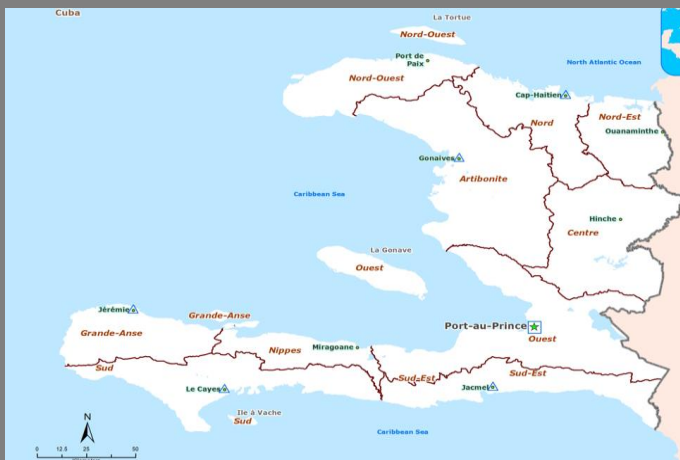 Cuba
La Tortue
Nord-Ouest
Port de
Paix
North Atlantic Ocean
Nord-Ouest
Cap-Haïtien
Nord-Est
Nord
Ouanaminthe
Gonaives
Artibonite
Caribbean Sea
Hinche
Centre
La Gonave
Ouest
Jérémie
Grande-Anse
Port-au-Prince
Grande-Anse
Ouest
Nippes
Miragoane
Sud
Sud-Est
Sud-Est
Le Cayes
Jacmel
Ile à Vache
Sud
N
Caribbean Sea
0 12.5 25 50